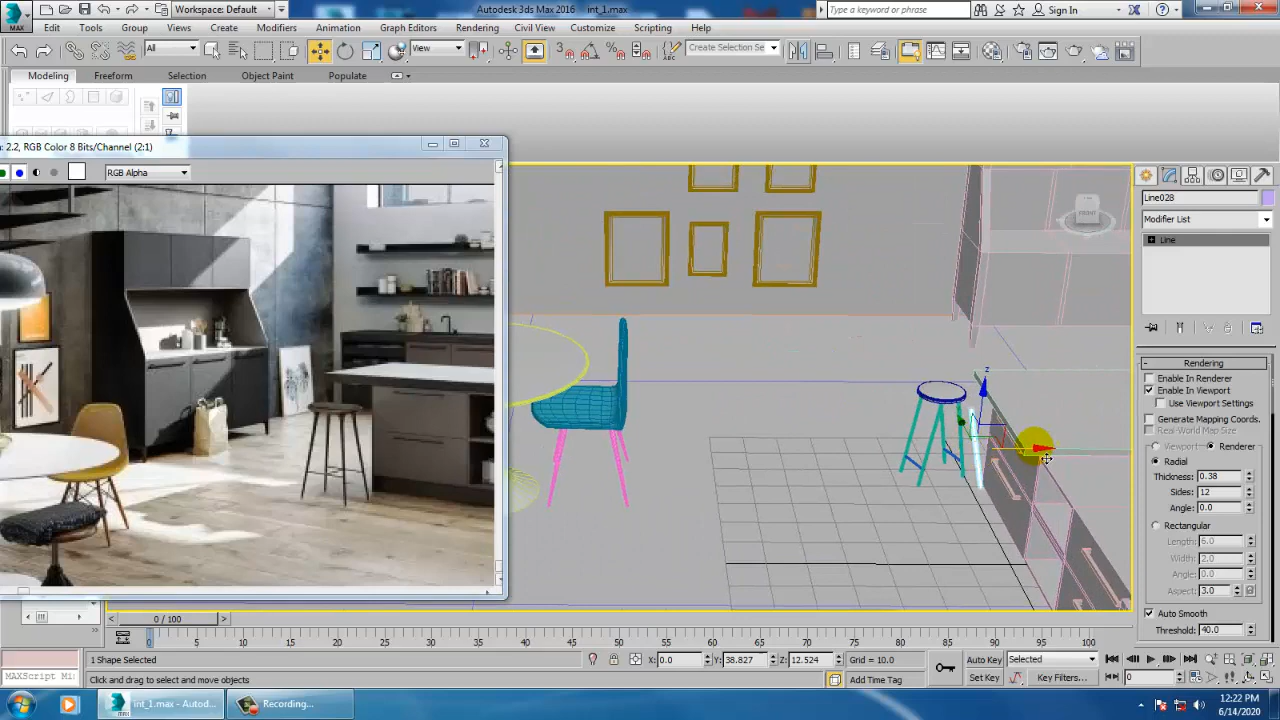 Workspace: Default
Autodesk 3ds Max 2016 int_1.max
Type a keyword or phrase
Sign In
MAX
Edit Tools Group Views Create Modifiers Animation Graph Editors Rendering Civil View Customize Scripting Help
All
View
Create Selection Se
Modeling Freeform Selection Object Paint Populate
: 2.2, RGB Color 8 Bits/Channel (2:1)
RGB Alpha
FRONT
z
Line028
Modifier List
Line
Rendering
Enable In Renderer
Enable In Viewport
Use Viewport Settings
Generate Mapping Coords.
Real-World Map Size
Viewport Renderer
Radial
Thickness: 0.38
Sides: 12
Angle: 0.0
Rectangular
Length: 6.0
Width: 2.0
Angle: 0.0
Aspect: 3.0
Auto Smooth
Threshold: 40.0
0 / 100
0 5 10 15 20 25 30 35 40 45 50 55 60 65 70 75 80 85 90 95 100
1 Shape Selected
X: 0.0 Y: 38.827 Z: 12.524 Grid = 10.0
Auto Key Selected
MAXScript Mi
Click and drag to select and move objects
Add Time Tag
Set Key Key Filters... 0
int_1.max - Autod...
Recording...
12:22 PM
6/14/2020